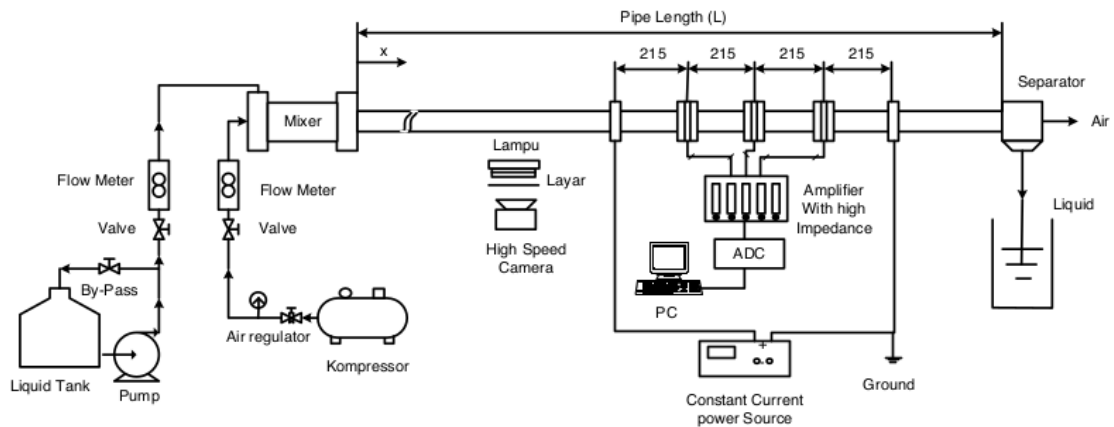 Pipe Length (L)
x
215
215
215
215
Separator
Mixer
Air
Lampu
Layar
Flow Meter
Flow Meter
Amplifier
With high
Impedance
Liquid
Valve
Valve
High Speed
Camera
ADC
By-Pass
PC
Air regulator
+
Kompressor
Liquid Tank
Pump
Ground
Constant Current
power Source